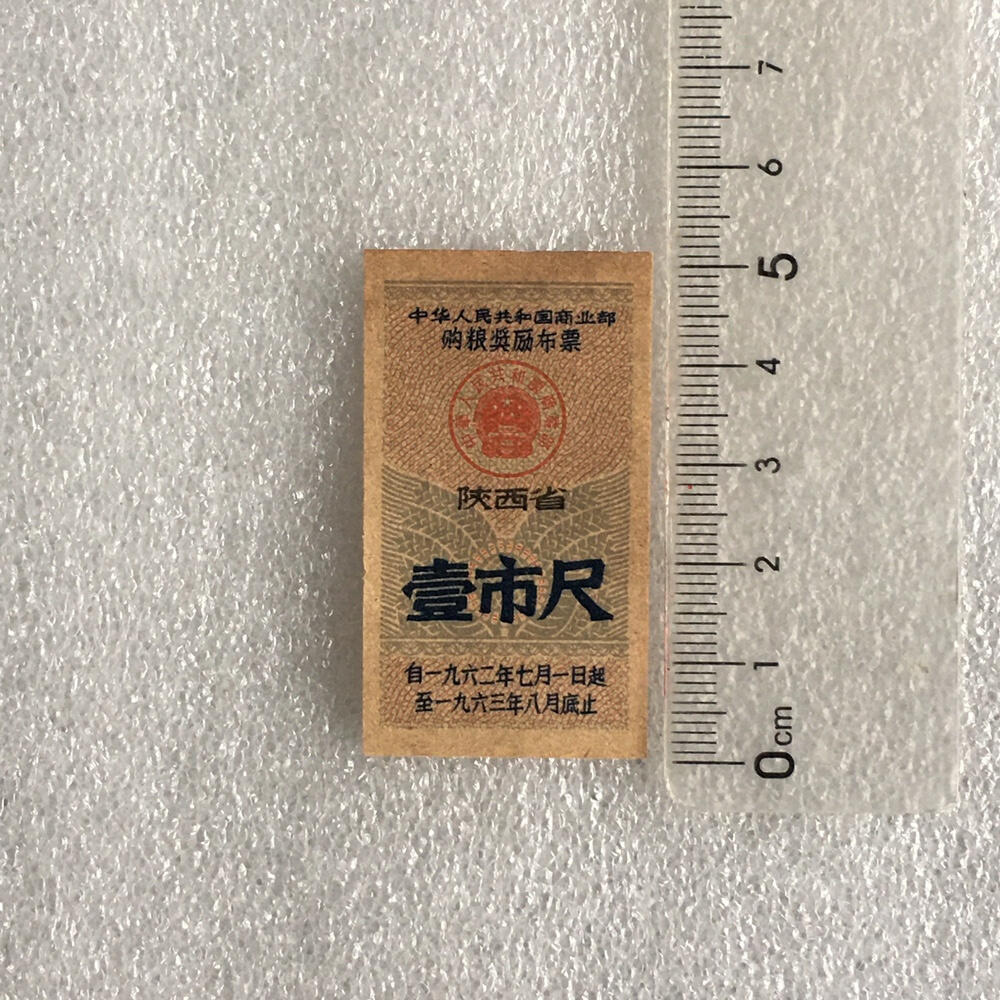 中华人民共和国商业部
购粮奖励布票
陕西省
壹市尺
自一九六二年七月一日起
至一九六三年八月底止
7
6
5
4
3
2
1
0cm